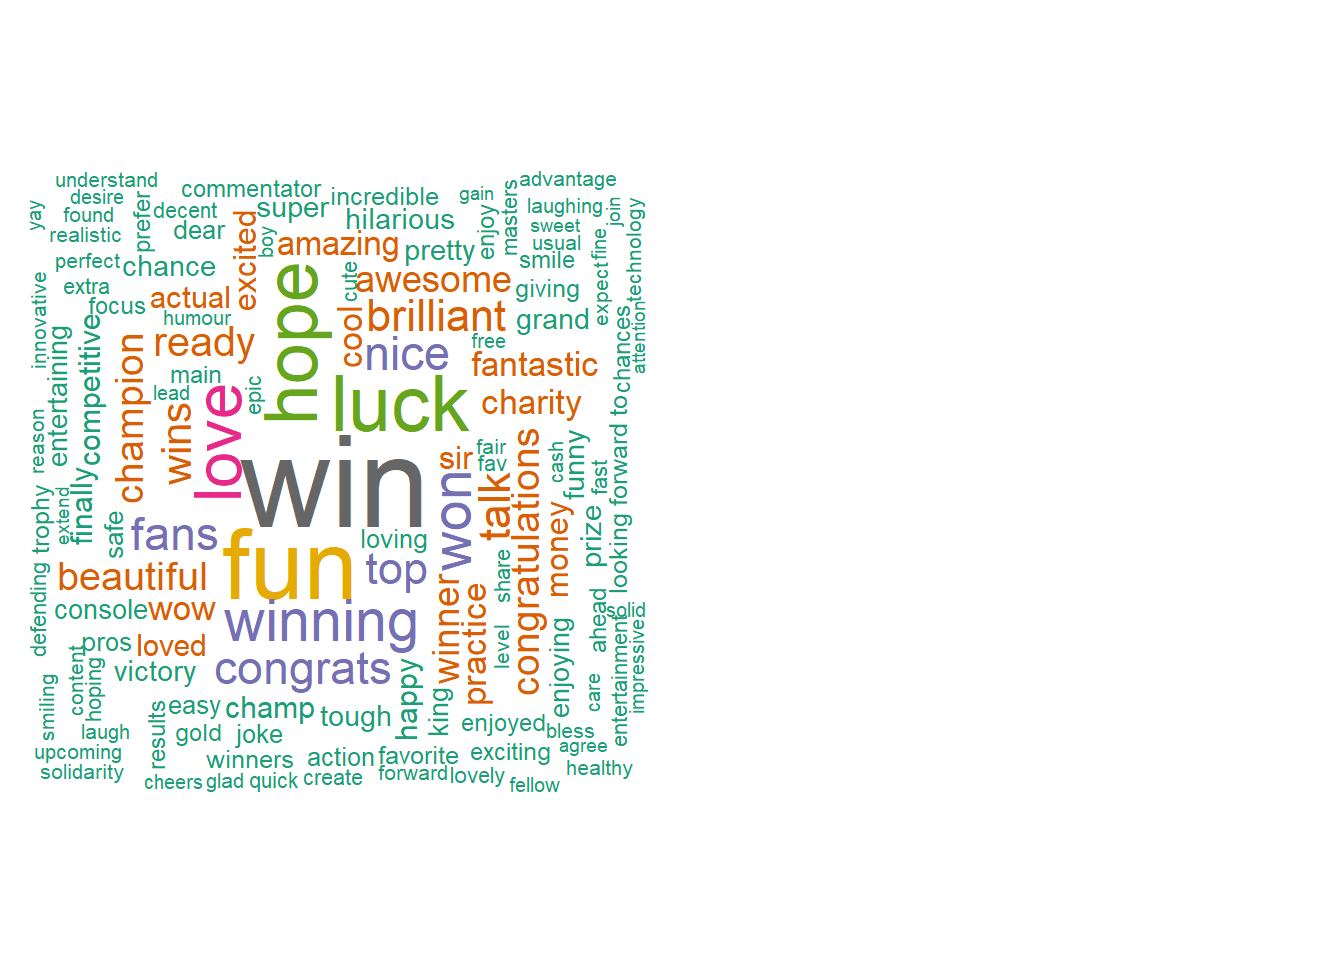 understand
desire
found
realistic
perfect
extra
focus
yay
innovative
prefer
decent
dear
chance
actual
humour
ready
main
lead
commentator
super
boy
excited
incredible
hilarious
amazing
pretty
cute
awesome
brilliant
cool
nice
hope
luck
gain
enjoy
masters
advantage
laughing
sweet
usual
smile
giving
grand
join
fine
expect
technology
attention
chances
free
fantastic
charity
entertaining
competitive
champion
wins
love
epic
win
sir
fair
fav
cash
funny
fast
looking forward to
reason
trophy
extend
finally
safe
fans
fun
loving
top
won
talk
congratulations
money
prize
defending
beautiful
console
wow
pros
loved
victory
winning
congrats
winner
practice
share
level
enjoying
ahead
solid
entertainment
impressive
care
smiling
content
hoping
laugh
upcoming
solidarity
results
easy
gold
joke
champ
tough
happy
king
enjoyed
bless
agree
healthy
winners
action
favorite
exciting
cheers
glad
quick
create
forward
lovely
fellow